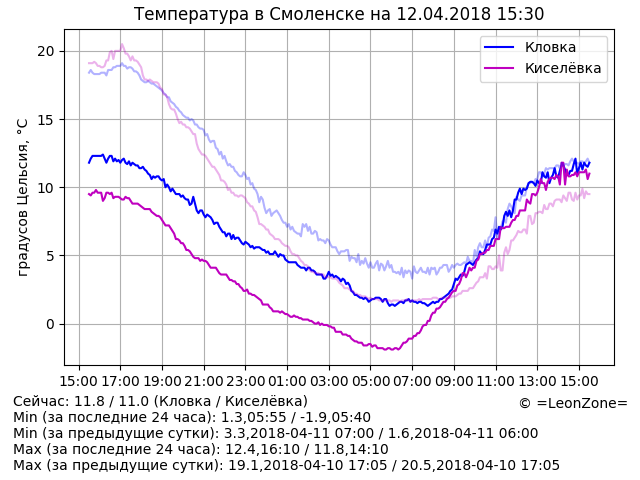 Температура в Смоленске на 12.04.2018 15:30
Кловка
Киселёвка
градусов Цельсия, °C
20
15
10
5
0
15:00 17:00 19:00 21:00 23:00 01:00 03:00 05:00 07:00 09:00 11:00 13:00 15:00
Сейчас: 11.8 / 11.0 (Кловка / Киселёвка)
© =LeonZone=
Min (за последние 24 часа): 1.3,05:55 / -1.9,05:40
Min (за предыдущие сутки): 3.3,2018-04-11 07:00 / 1.6,2018-04-11 06:00
Max (за последние 24 часа): 12.4,16:10 / 11.8,14:10
Max (за предыдущие сутки): 19.1,2018-04-10 17:05 / 20.5,2018-04-10 17:05